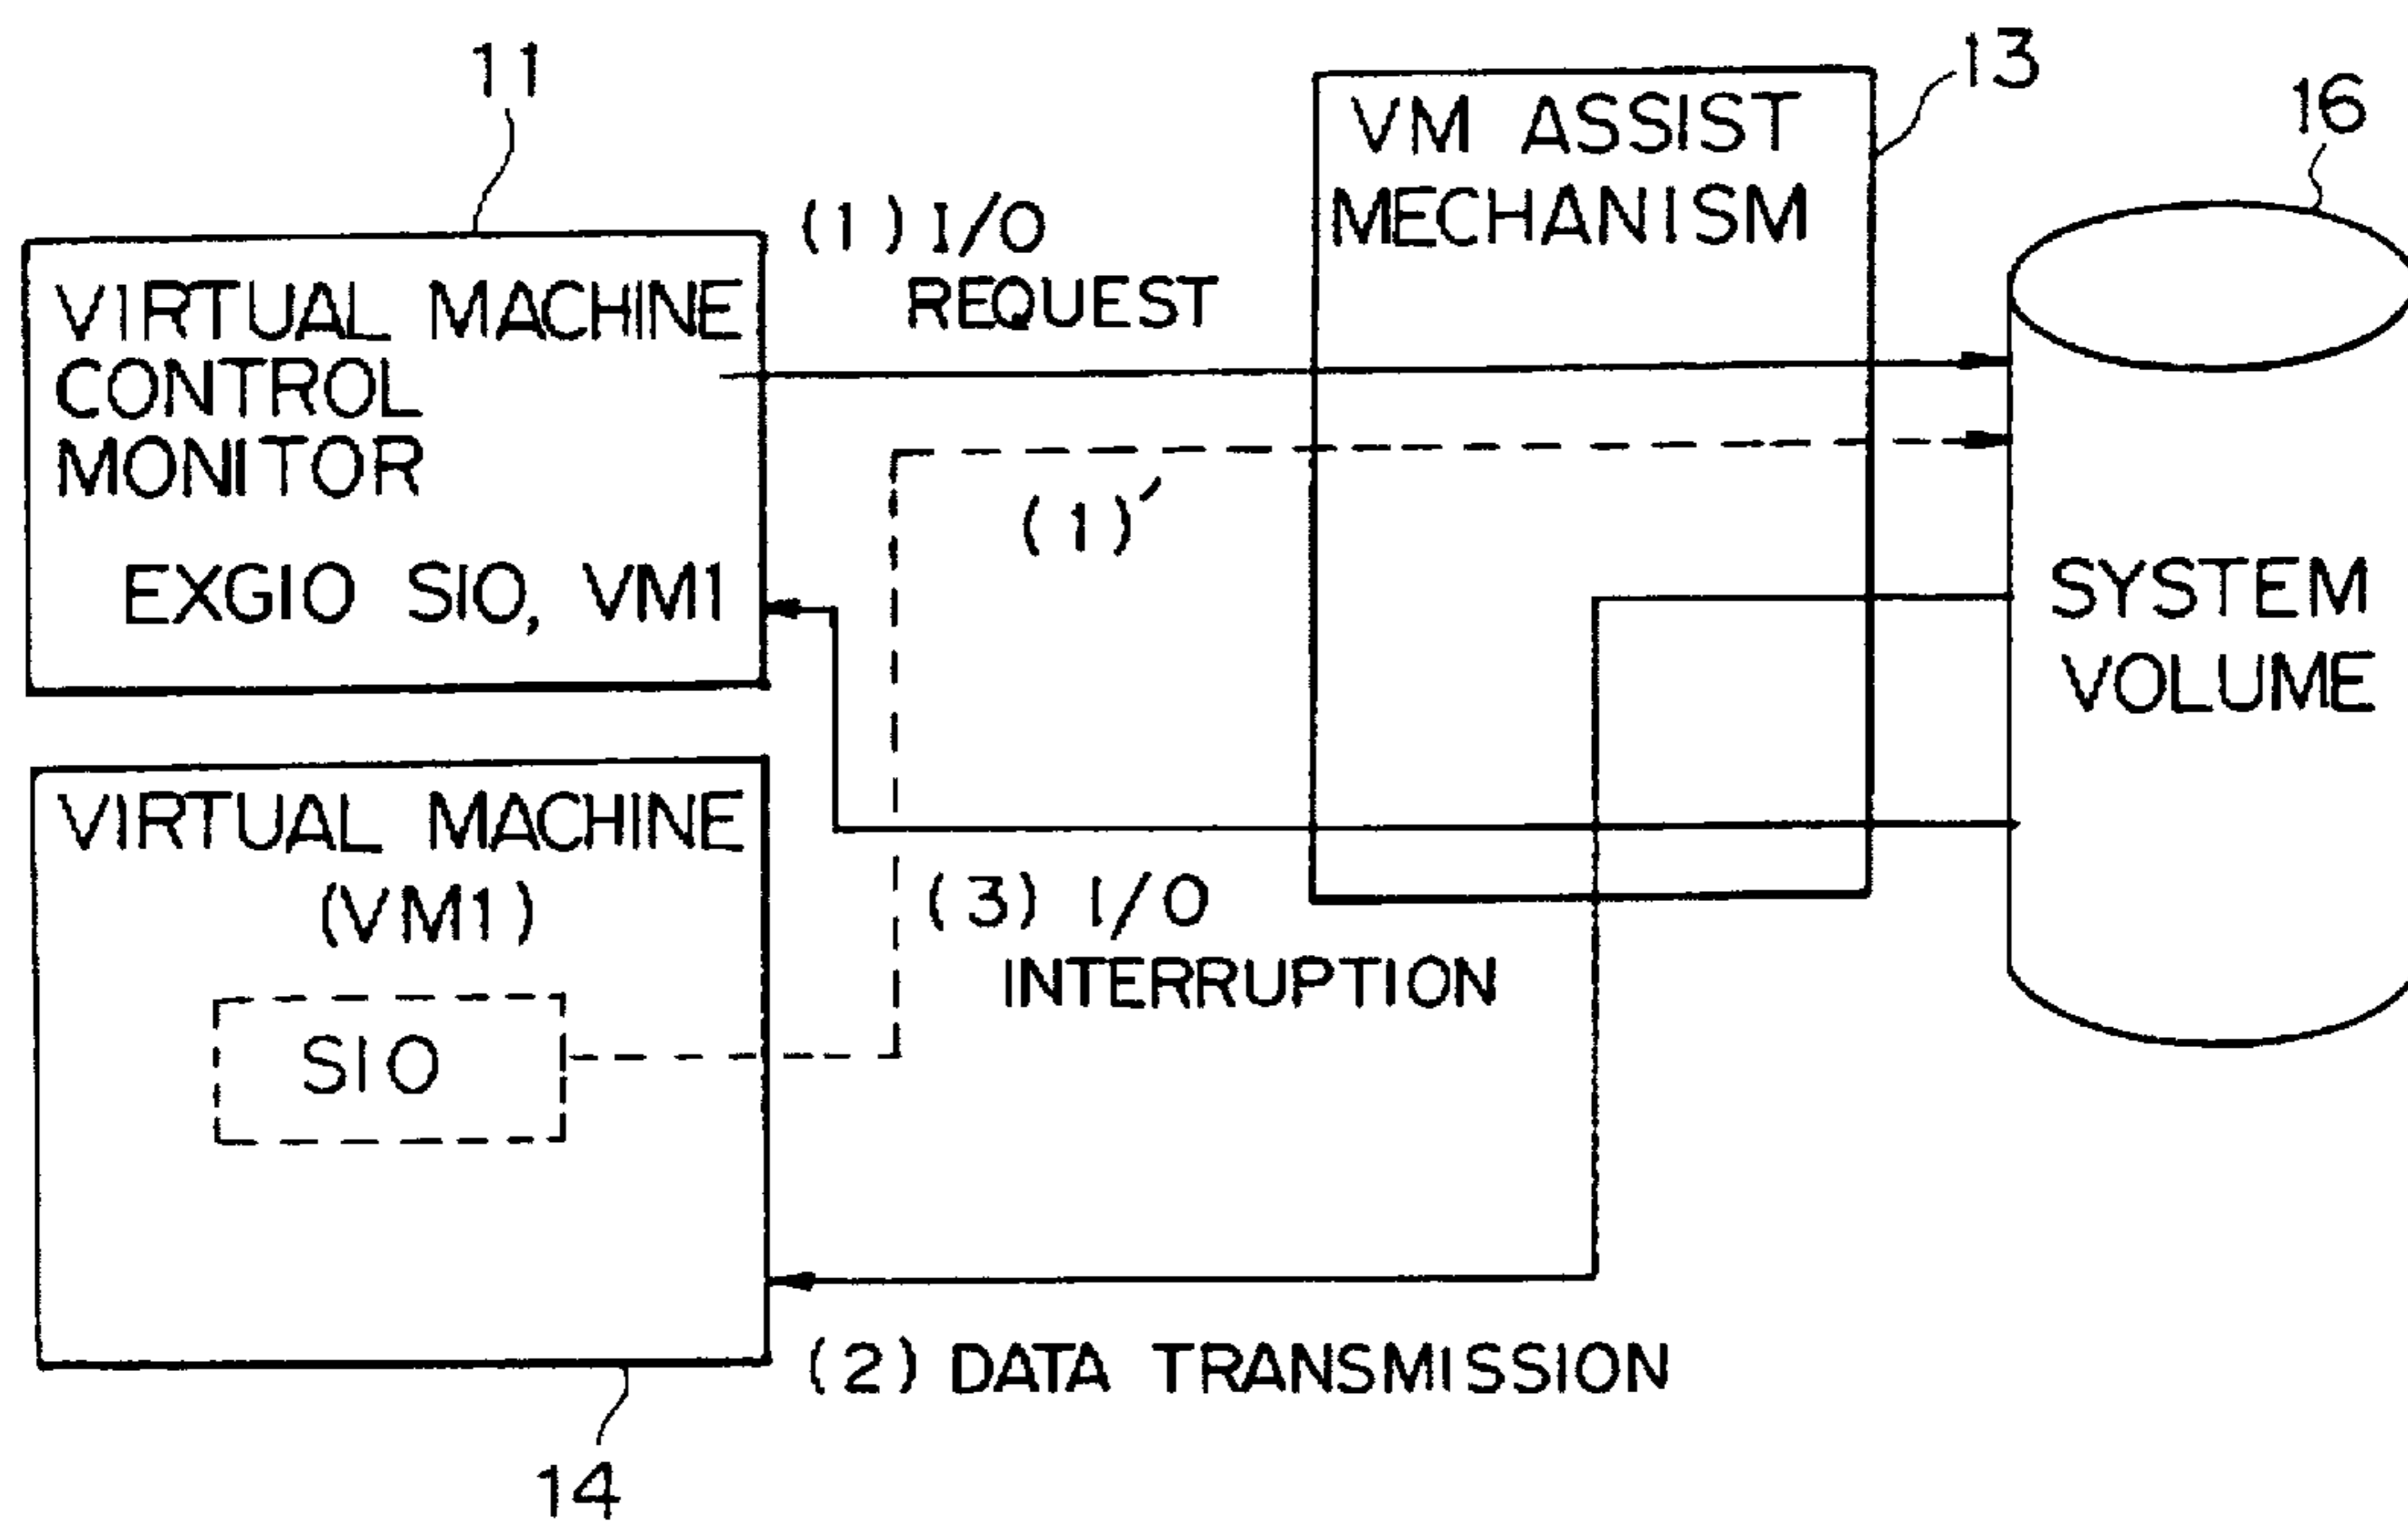 11
13
16
VM ASSIST
MECHANISM
(1) I/O
REQUEST
VIRTUAL MACHINE
CONTROL
MONITOR
EXGIO SIO, VM1
(1)'
SYSTEM
VOLUME
VIRTUAL MACHINE
(VM1)
SIO
(3) I/O
INTERRUPTION
(2) DATA TRANSMISSION
14